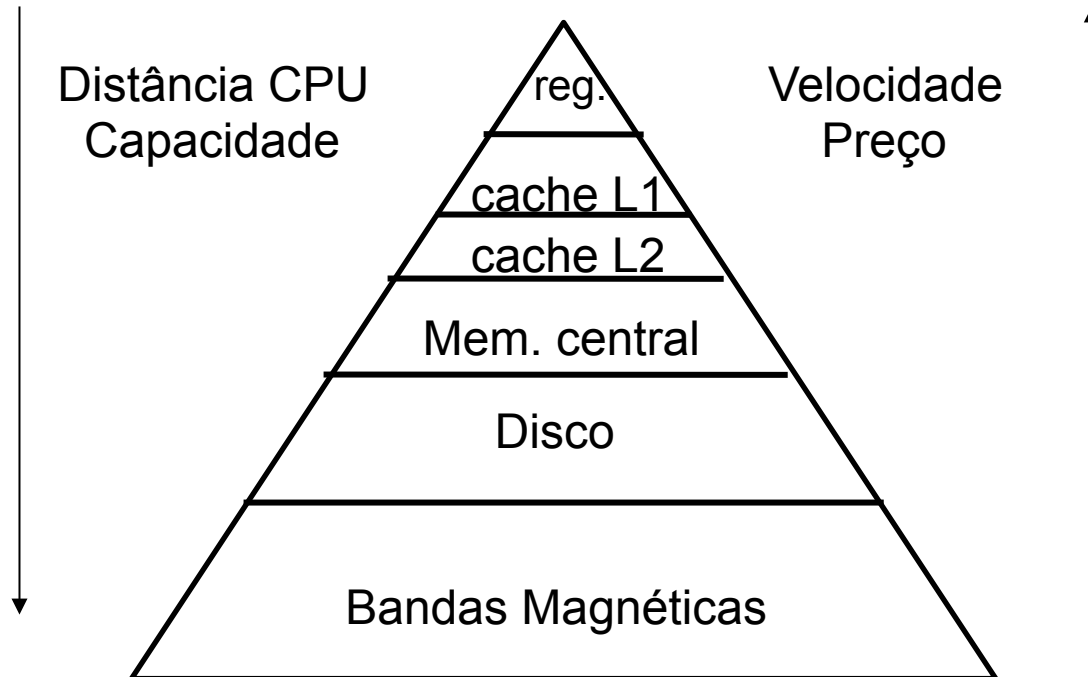 Distância CPU
Capacidade
reg.
Velocidade
Preço
cache L1
cache L2
Mem. central
Disco
Bandas Magnéticas